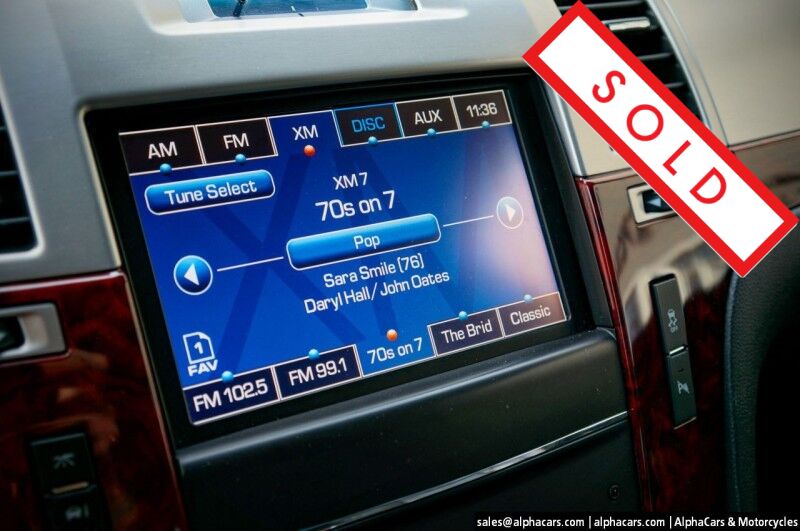 SOLD
AM FM XM DISC AUX 11:36
Tune Select
XM 7
70s on 7
Pop
Sara Smile (76)
Daryl Hall/ John Oates
1
FAV
FM 102.5 FM 99.1 70s on 7 The Brid Classic
sales@alphacars.com | alphacars.com | AlphaCars & Motorcycles